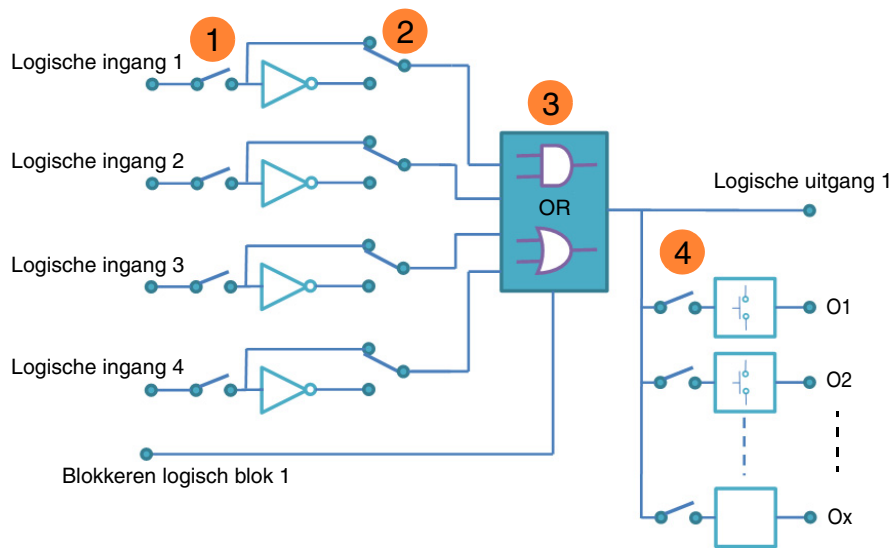 1
2
Logische ingang 1
3
Logische ingang 2
Logische uitgang 1
OR
4
Logische ingang 3
O1
Logische ingang 4
O2
Blokkeren logisch blok 1
Ox